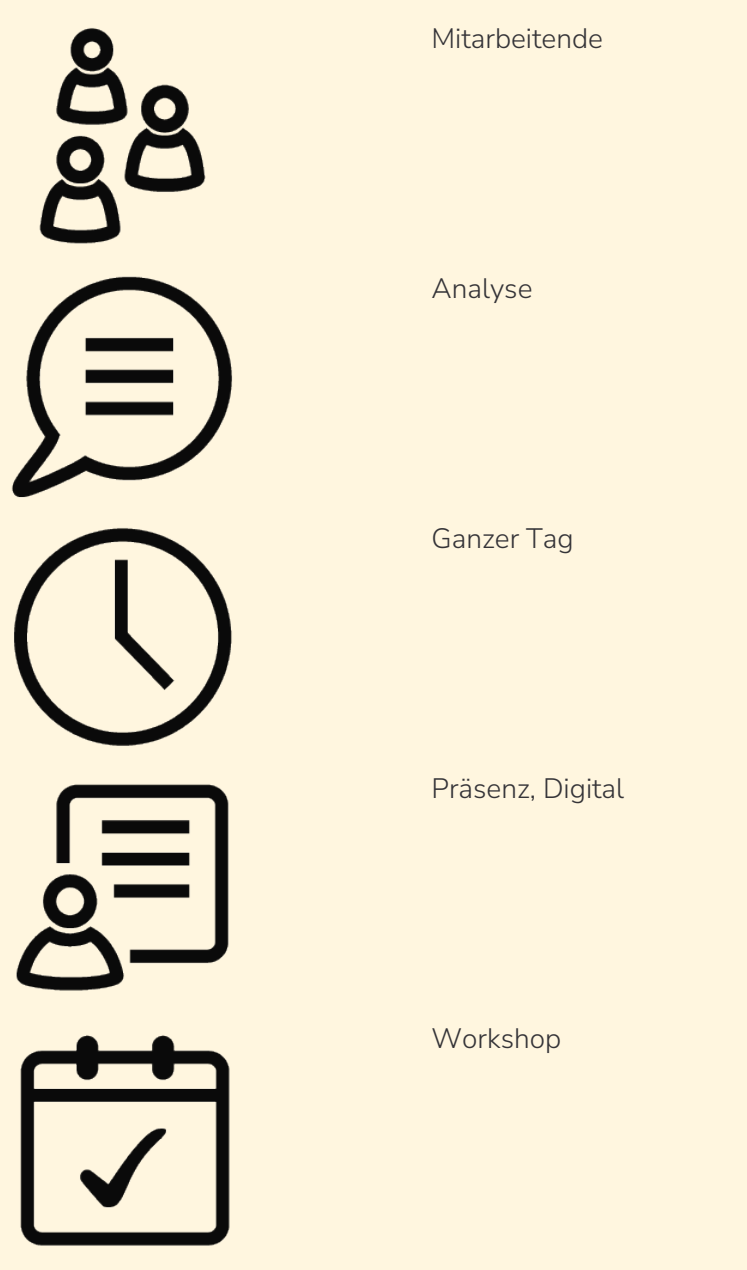 Mitarbeitende
Analyse
Ganzer Tag
Präsenz, Digital
Workshop